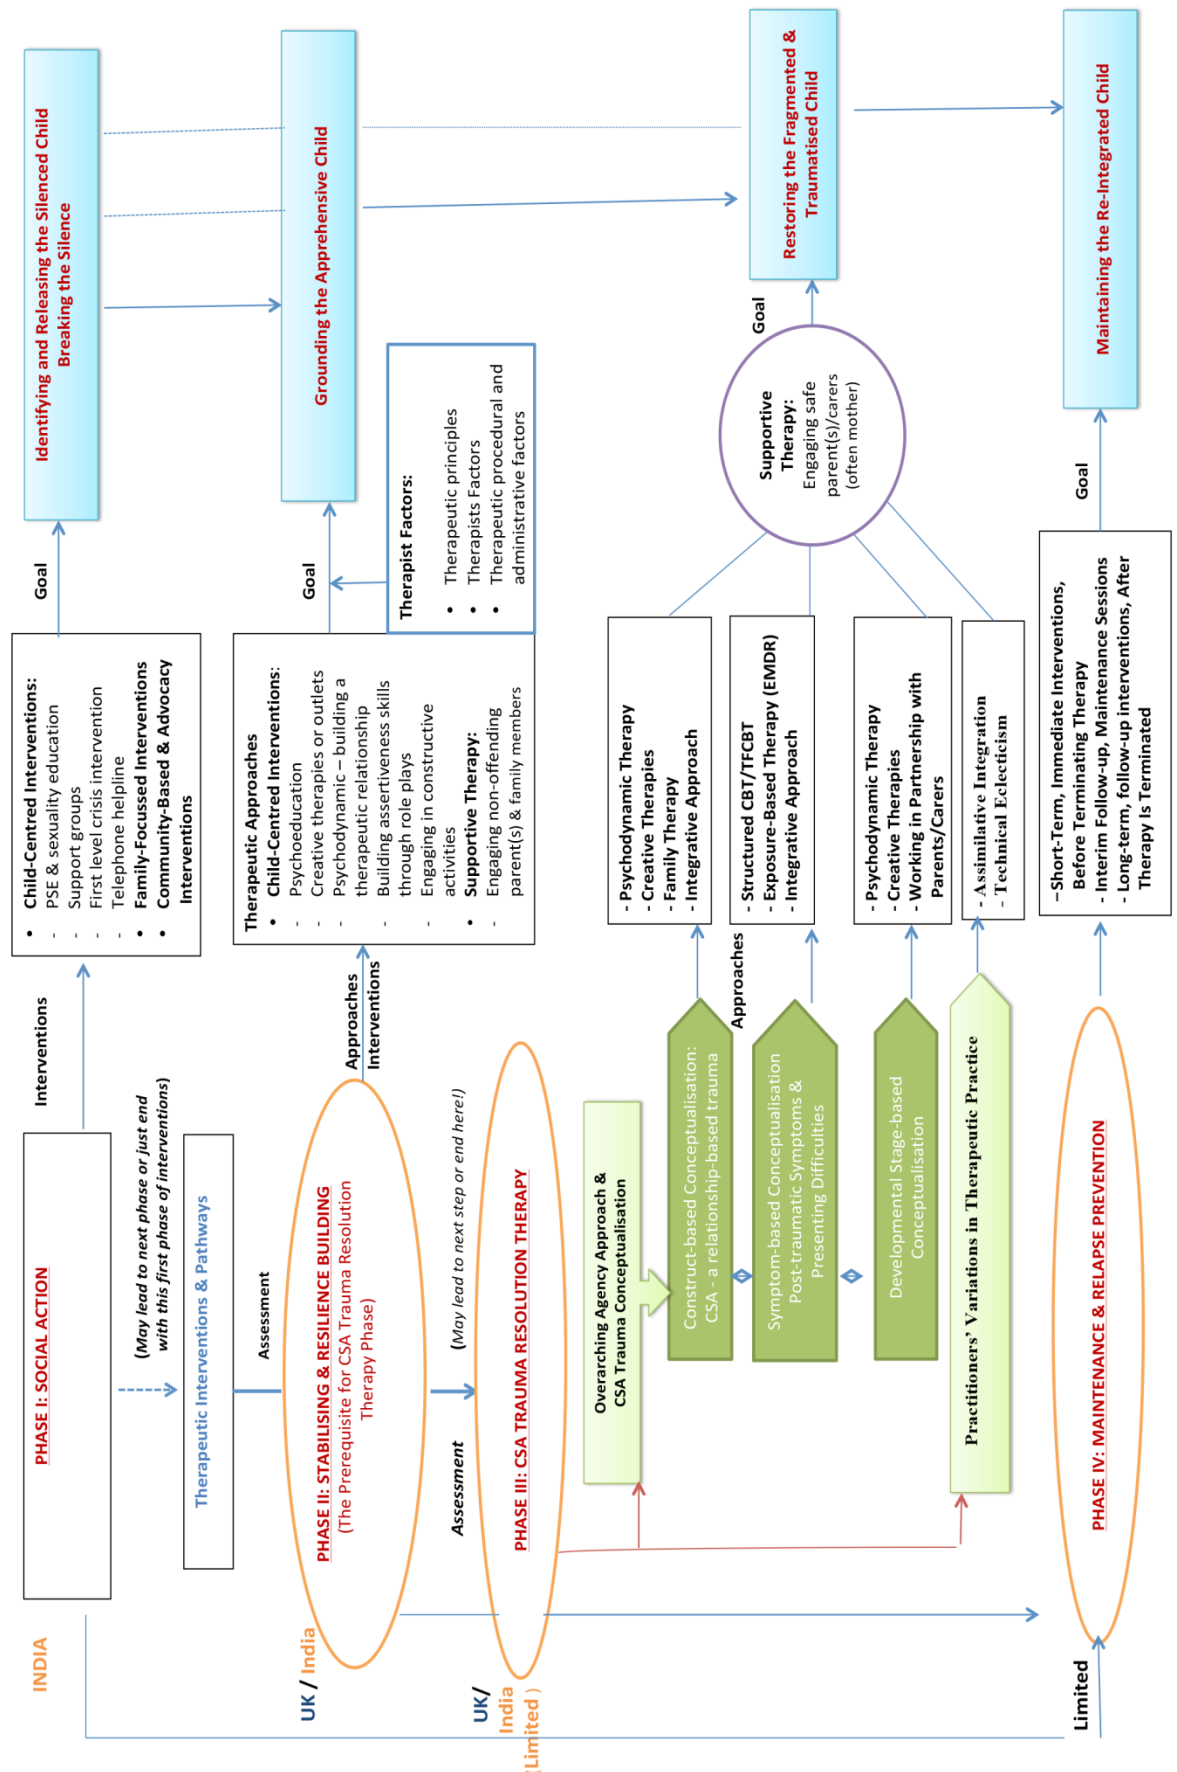 INDIA
PHASE I: SOCIAL ACTION
Interventions
• Child-Centred Interventions:
- PSE & sexuality education
- Support groups
- First level crisis intervention
- Telephone helpline
• Family-Focussed Interventions
• Community-Based & Advocacy
Interventions
Goal
Identifying and Releasing the Silenced Child
Breaking the Silence
(May lead to next phase or just end
with this first phase of interventions)
Therapeutic Interventions & Pathways
Assessment
UK / India
PHASE II: STABILISING & RESILIENCE BUILDING
(The Prerequisite for CSA Trauma Resolution
Therapy Phase)
Approaches
Interventions
Therapeutic Approaches
• Child-Centred Interventions:
- Psychoeducation
- Creative therapies or outlets
- Psychodynamic – building a
therapeutic relationship
- Building assertiveness skills
through role plays
- Engaging in constructive
activities
• Supportive Therapy:
- Engaging non-offending
parent(s) & family members
Goal
Grounding the Apprehensive Child
Therapist Factors:
• Therapeutic principles
• Therapists Factors
• Therapeutic procedural and
administrative factors
Assessment
(May lead to next step or end here!)
UK/
India
(Limited )
PHASE III: CSA TRAUMA RESOLUTION THERAPY
Overarching Agency Approach &
CSA Trauma Conceptualisation
Construct-based Conceptualisation:
CSA - a relationship-based trauma
Symptom-based Conceptualisation
Post-traumatic Symptoms &
Presenting Difficulties
Developmental Stage-based
Conceptualisation
Practitioners' Variations in Therapeutic Practice
Approaches
- Psychodynamic Therapy
- Creative Therapies
- Family Therapy
- Integrative Approach
- Structured CBT/TFCBT
- Exposure-Based Therapy (EMDR)
- Integrative Approach
- Psychodynamic Therapy
- Creative Therapies
- Working in Partnership with
Parents/Carers
- Assimilative Integration
- Technical Eclecticism
Supportive
Therapy:
Engaging safe
parent(s)/carers
(often mother)
Goal
Restoring the Fragmented &
Traumatised Child
Limited
PHASE IV: MAINTENANCE & RELAPSE PREVENTION
–Short-Term, Immediate Interventions,
Before Terminating Therapy
- Interim Follow-up, Maintenance Sessions
- Long-term, follow-up interventions, After
Therapy Is Terminated
Goal
Maintaining the Re-Integrated Child